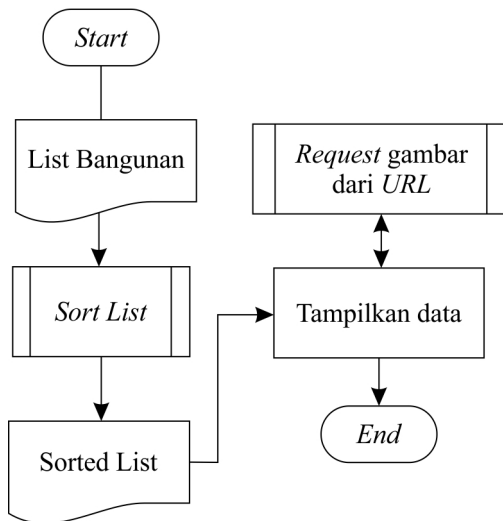 Start
List Bangunan
Sort List
Sorted List
Request gambar
dari URL
Tampilkan data
End